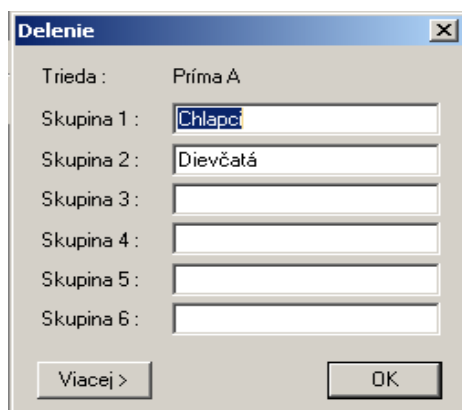 Delenie
Trieda : Príma A
Skupina 1 : Chlapci
Skupina 2 : Dievčatá
Skupina 3 :
Skupina 4 :
Skupina 5 :
Skupina 6 :
Viacej > OK